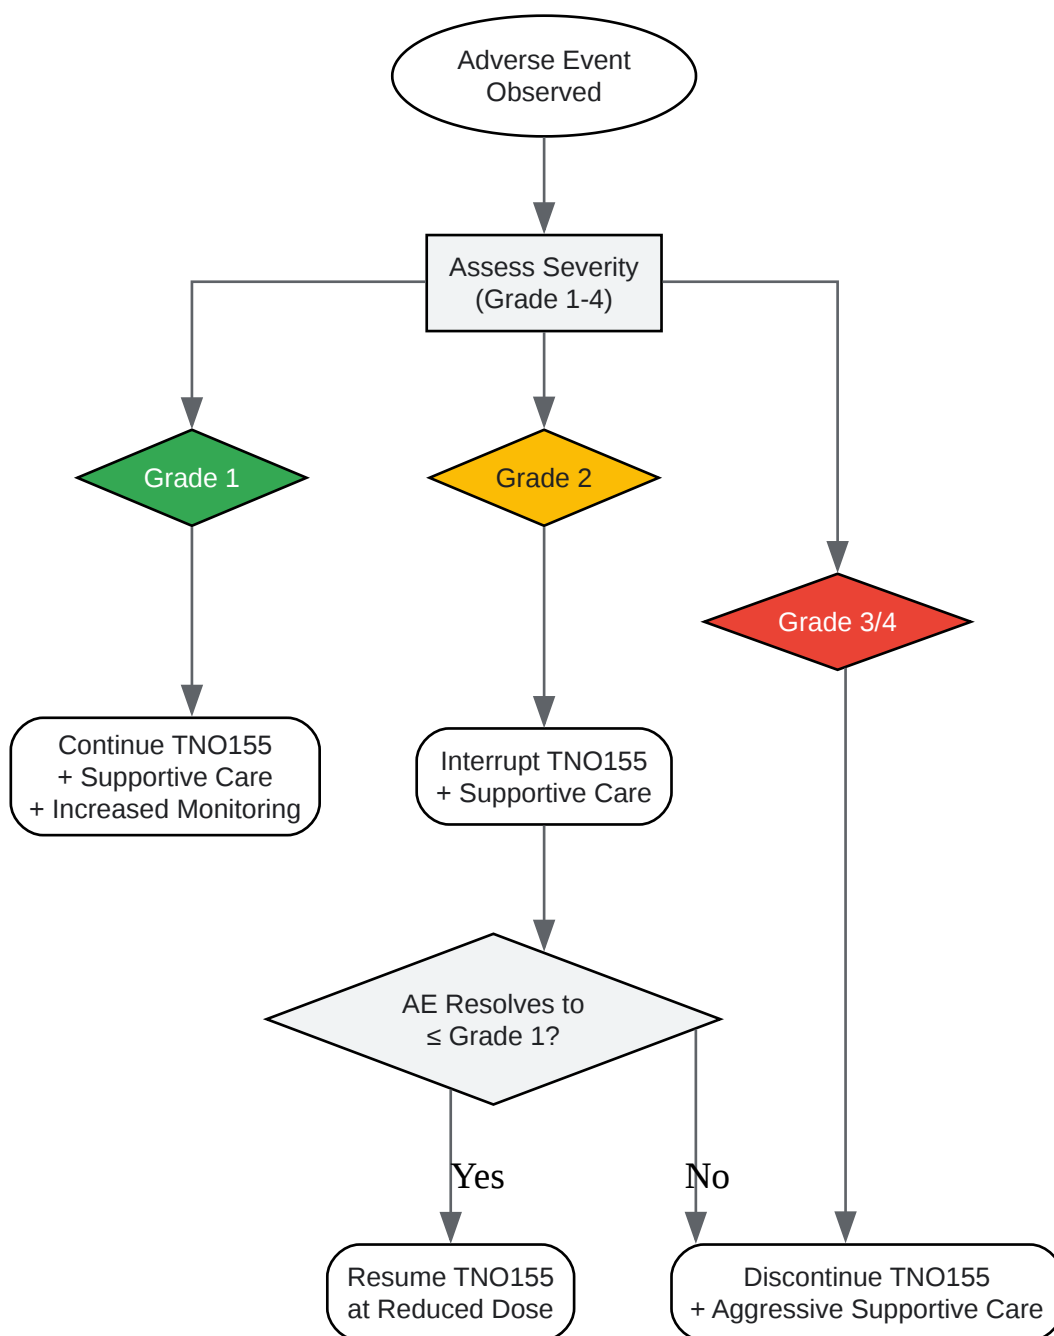 Adverse Event
Observed
Assess Severity
(Grade 1-4)
Grade 1
Grade 2
Grade 3/4
Continue TNO155
+ Supportive Care
+ Increased Monitoring
Interrupt TNO155
+ Supportive Care
AE Resolves to
≤ Grade 1?
Yes
No
Resume TNO155
at Reduced Dose
Discontinue TNO155
+ Aggressive Supportive Care